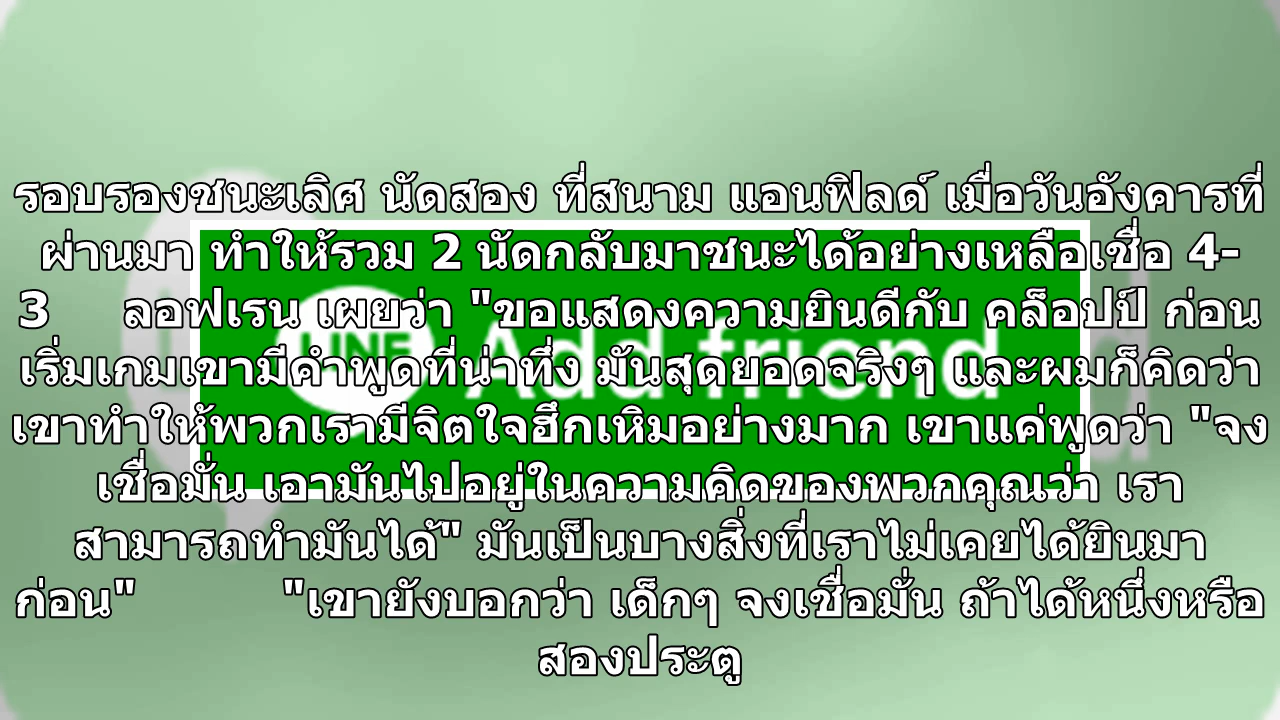 รอบรองชนะเลิศ นัดสอง ที่สนาม แอนฟิลด์ เมื่อวันอังคารที่
ผ่านมา ทำให้รวม 2 นัดกลับมาชนะได้อย่างเหลือเชื่อ 4-
3 ลอฟเรน เผยว่า "ขอแสดงความยินดีกับ คล็อปป์ ก่อน
เริ่มเกมเขามีคำพูดที่น่าทึ่ง มันสุดยอดจริงๆ และผมก็คิดว่า
เขาทำให้พวกเรามีจิตใจฮึกเหิมอย่างมาก เขาแค่พูดว่า "จง
เชื่อมั่น เอามันไปอยู่ในความคิดของพวกคุณว่า เรา
สามารถทำมันได้" มันเป็นบางสิ่งที่เราไม่เคยได้ยินมา
ก่อน" "เขายังบอกว่า เด็กๆ จงเชื่อมั่น ถ้าได้หนึ่งหรือ
สองประตู
LINE Add friend